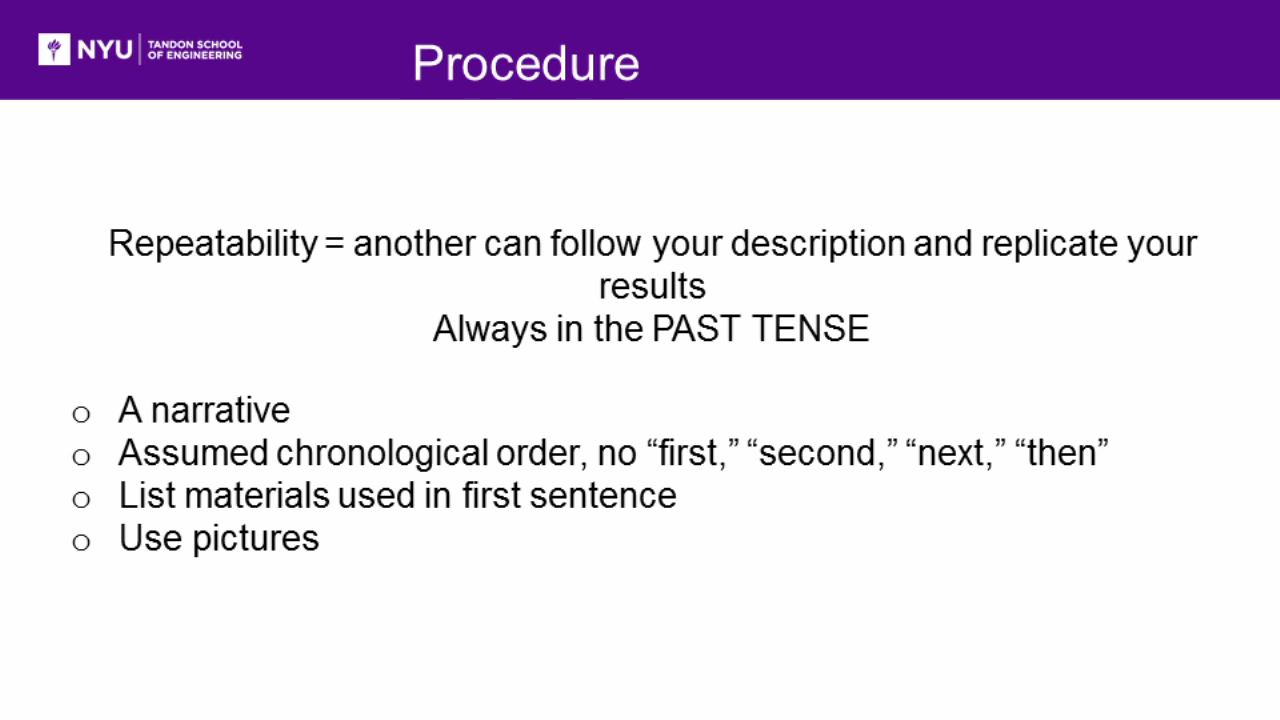 NYU
TANDON SCHOOL
OF ENGINEERING
Procedure
Repeatability = another can follow your description and replicate your
results
Always in the PAST TENSE
o A narrative
o Assumed chronological order, no “first,” “second,” “next,” “then”
o List materials used in first sentence
o Use pictures